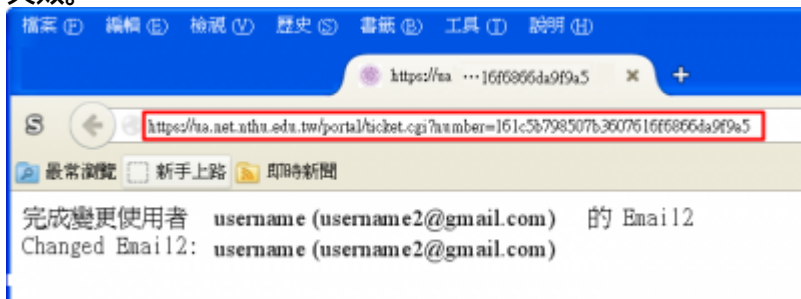 檔案(F) 編輯(E) 檢視(V) 歷史(S) 書籤(B) 工具(T) 說明(H)
https://ua ⋯16f6866da9f9a5 × +
S https://ua.net.nthu.edu.tw/portal/ticket.cgi?number=161c5b798507b3607616f6866da9f9a5
最常瀏覽 新手上路 即時新聞
完成變更使用者 username (username2@gmail.com) 的 Email2
Changed Email2: username (username2@gmail.com)